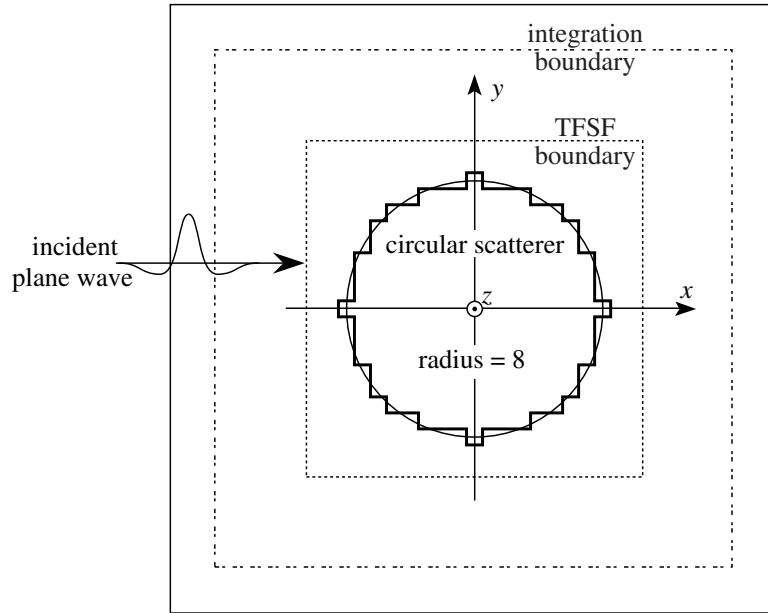 integration
boundary
y
TFSF
boundary
incident
plane wave
circular scatterer
z
x
radius = 8